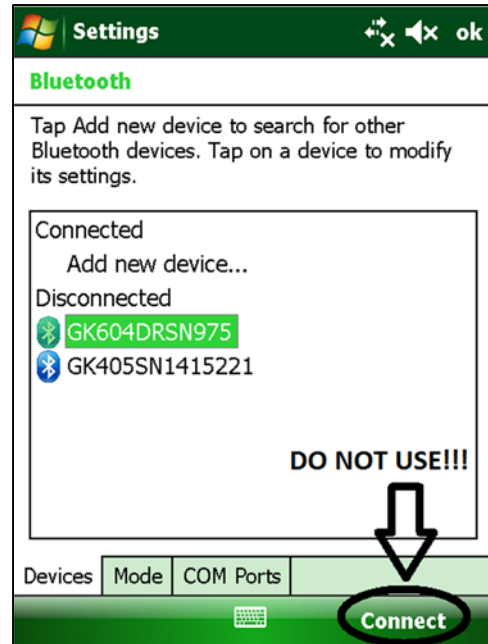 Settings
ok
Bluetooth
Tap Add new device to search for other
Bluetooth devices. Tap on a device to modify
its settings.
Connected
Add new device...
Disconnected
GK604DRSN975
GK405SN1415221
DO NOT USE!!!
Devices Mode COM Ports
Connect